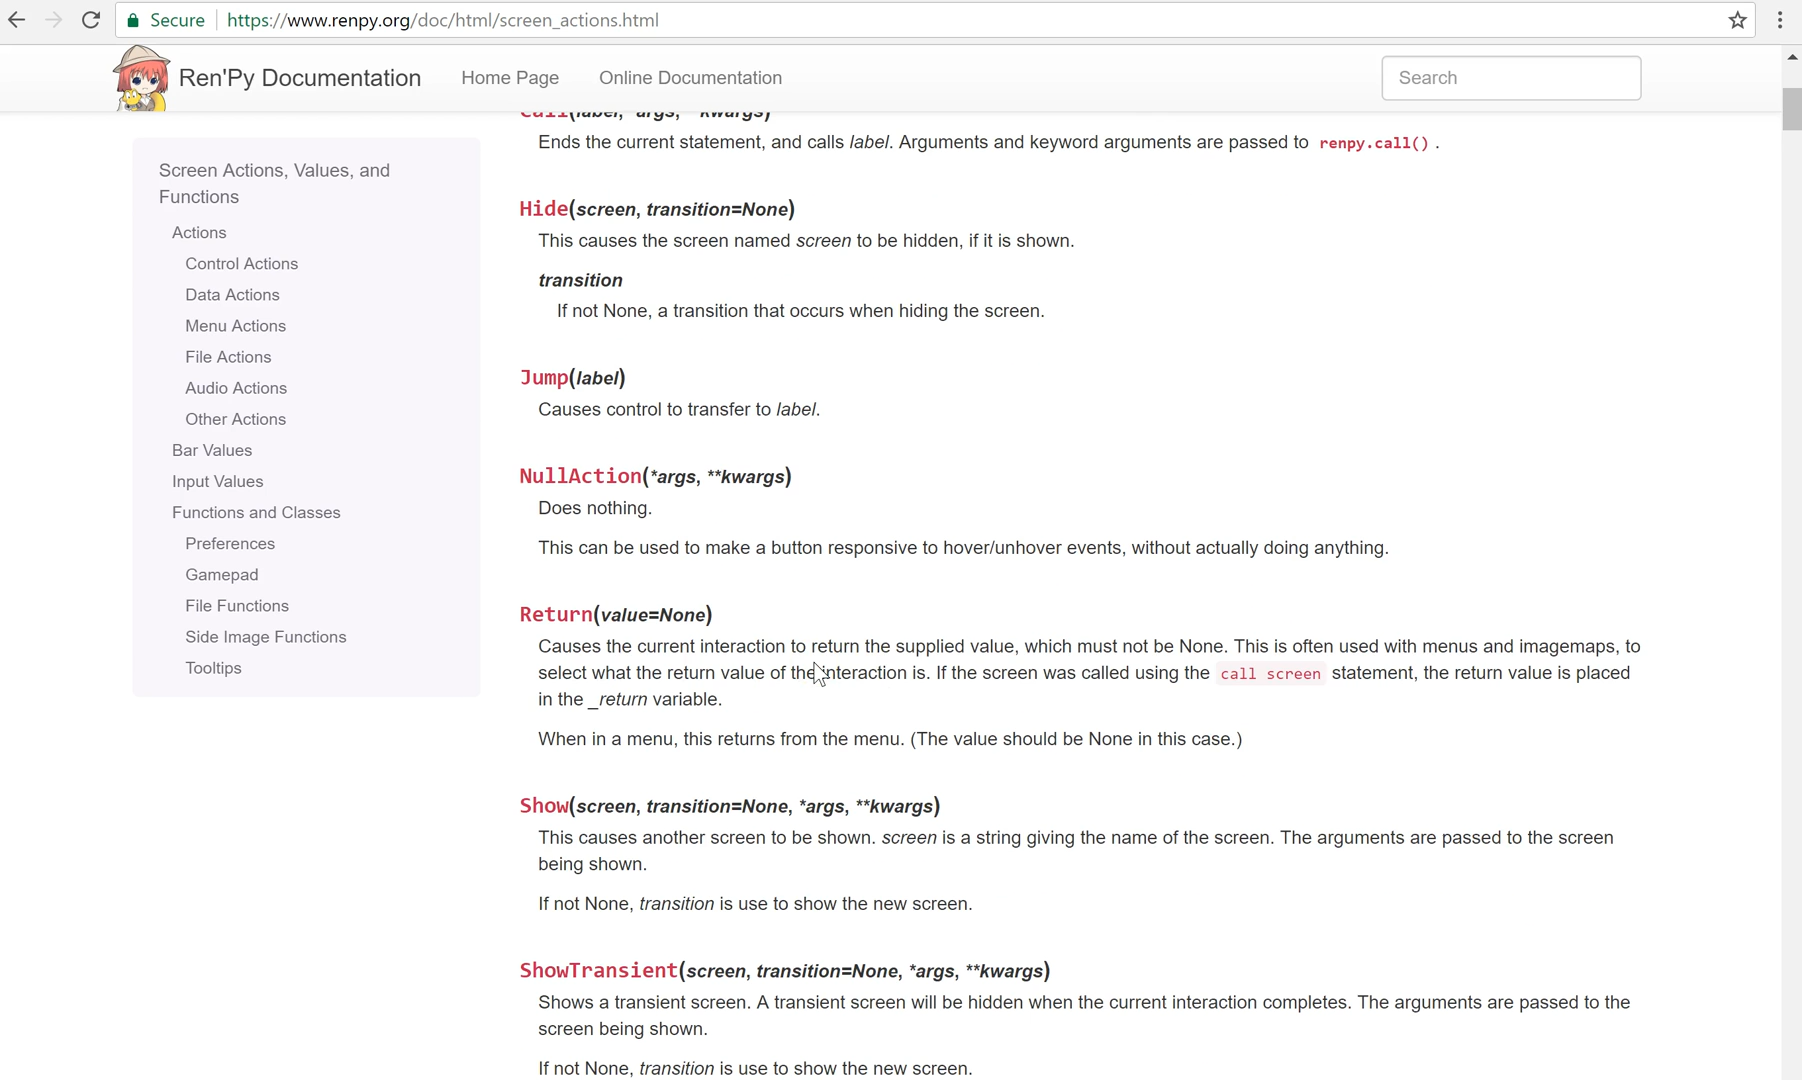 Secure https://www.renpy.org/doc/html/screen_actions.html
Ren'Py Documentation Home Page Online Documentation Search
Call(label, *args, **kwargs)
Ends the current statement, and calls label. Arguments and keyword arguments are passed to renpy.call() .
Screen Actions, Values, and
Functions
Actions
Control Actions
Data Actions
Menu Actions
File Actions
Audio Actions
Other Actions
Bar Values
Input Values
Functions and Classes
Preferences
Gamepad
File Functions
Side Image Functions
Tooltips
Hide(screen, transition=None)
This causes the screen named screen to be hidden, if it is shown.
transition
If not None, a transition that occurs when hiding the screen.
Jump(label)
Causes control to transfer to label.
NullAction(*args, **kwargs)
Does nothing.
This can be used to make a button responsive to hover/unhover events, without actually doing anything.
Return(value=None)
Causes the current interaction to return the supplied value, which must not be None. This is often used with menus and imagemaps, to
select what the return value of the interaction is. If the screen was called using the call screen statement, the return value is placed
in the _return variable.
When in a menu, this returns from the menu. (The value should be None in this case.)
Show(screen, transition=None, *args, **kwargs)
This causes another screen to be shown. screen is a string giving the name of the screen. The arguments are passed to the screen
being shown.
If not None, transition is use to show the new screen.
ShowTransient(screen, transition=None, *args, **kwargs)
Shows a transient screen. A transient screen will be hidden when the current interaction completes. The arguments are passed to the
screen being shown.
If not None, transition is use to show the new screen.